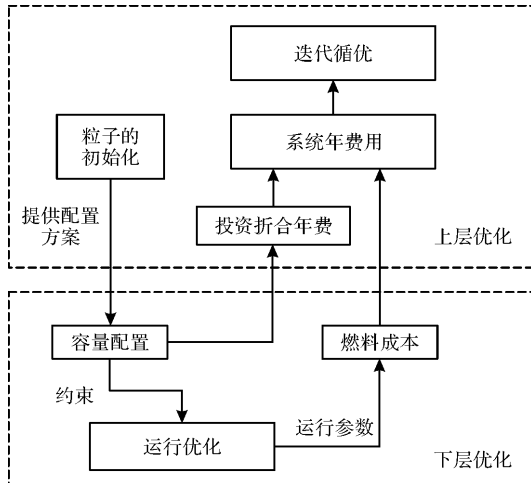 迭代循优
粒子的
初始化
系统年费用
提供配置
方案
投资折合年费
上层优化
容量配置
燃料成本
约束
运行参数
运行优化
下层优化